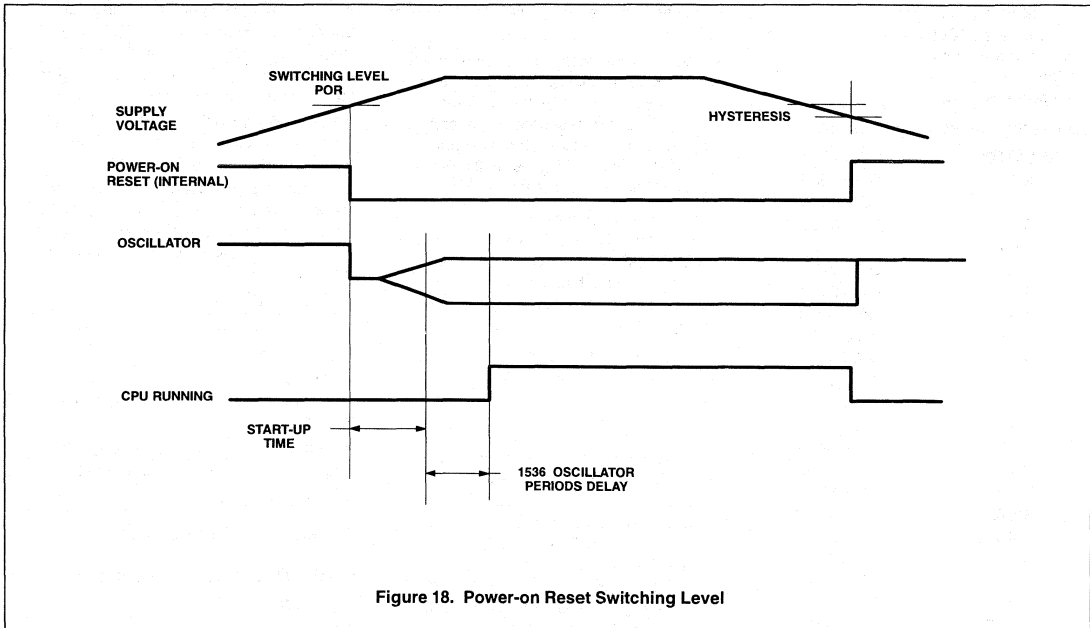 SWITCHING LEVEL
POR
SUPPLY
VOLTAGE
HYSTERESIS
POWER-ON
RESET (INTERNAL)
OSCILLATOR
CPU RUNNING
START-UP
TIME
1536 OSCILLATOR
PERIODS DELAY
Figure 18. Power-on Reset Switching Level